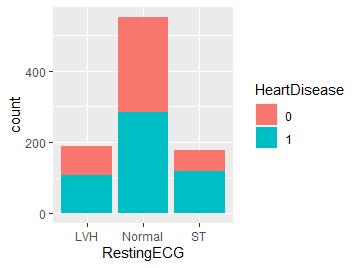 count
400
200
0
LVH
Normal
ST
RestingECG
HeartDisease
0
1